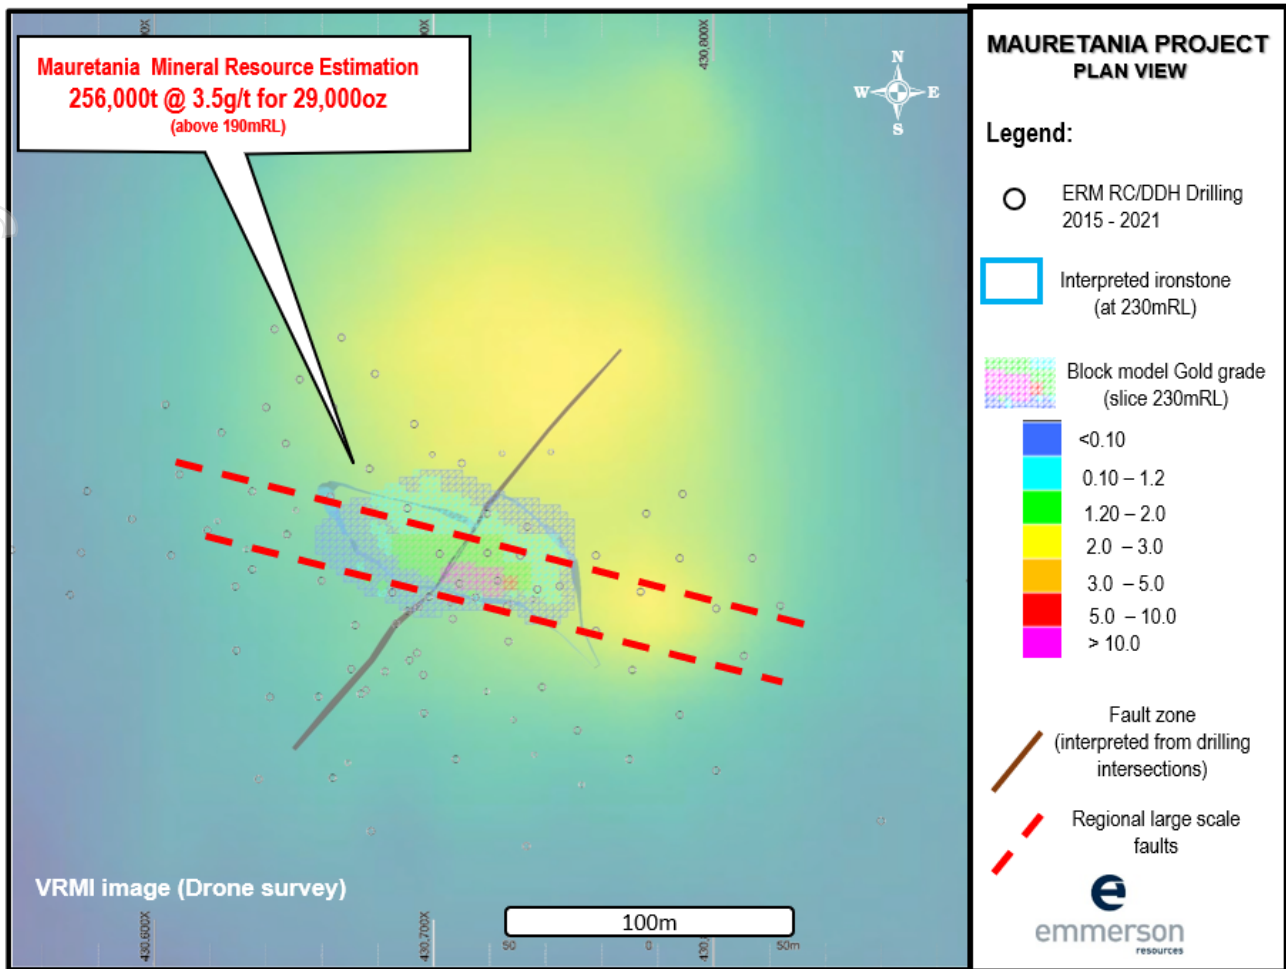 Mauretania Mineral Resource Estimation
256,000t @ 3.5g/t for 29,000oz
(above 190mRL)
430,800X
N
W
E
S
VRMI image (Drone survey)
430,600X
430,700X
100m
50
0
50m
MAURETANIA PROJECT
PLAN VIEW
Legend:
ERM RC/DDH Drilling
2015 - 2021
Interpreted ironstone
(at 230mRL)
Block model Gold grade
(slice 230mRL)
<0.10
0.10 – 1.2
1.20 – 2.0
2.0 – 3.0
3.0 – 5.0
5.0 – 10.0
> 10.0
Fault zone
(interpreted from drilling
intersections)
Regional large scale
faults
e
emmerson
resources